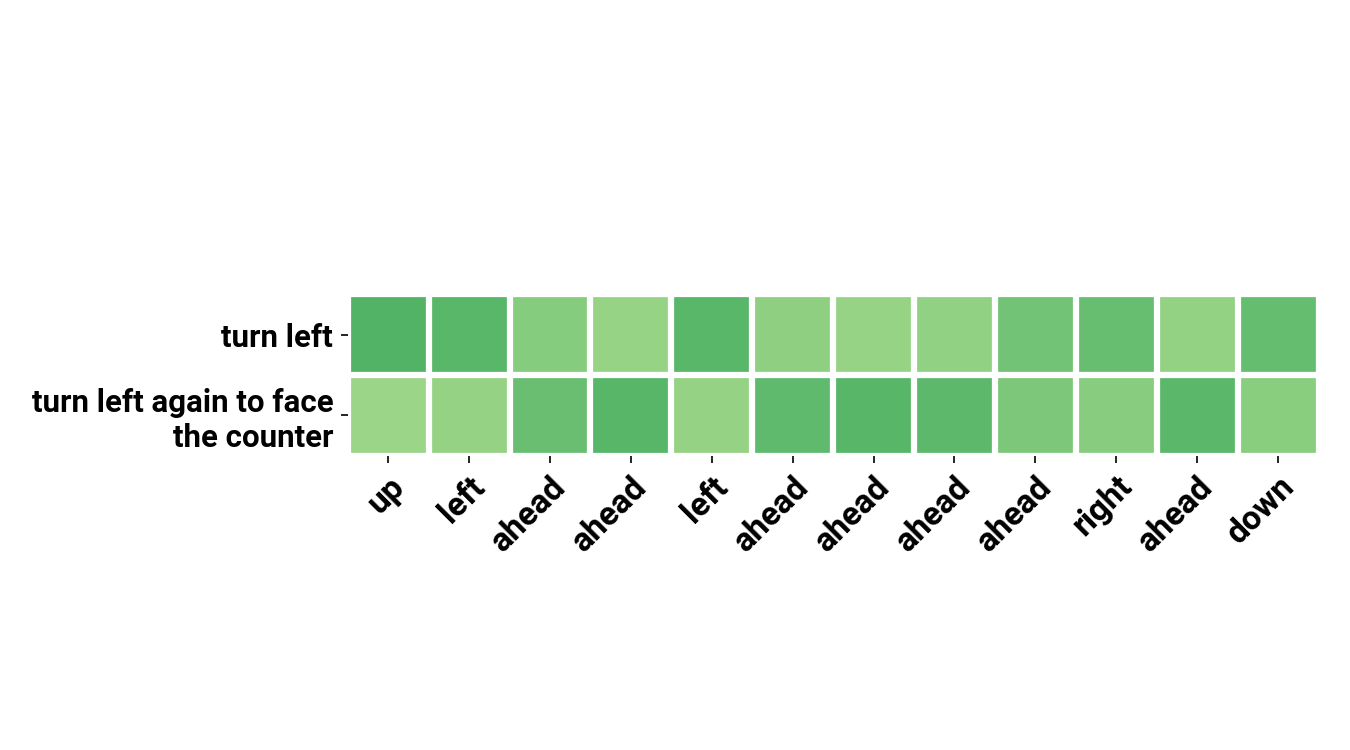 turn left
turn left again to face
the counter
up
left
ahead
ahead
left
ahead
ahead
ahead
ahead
right
ahead
down